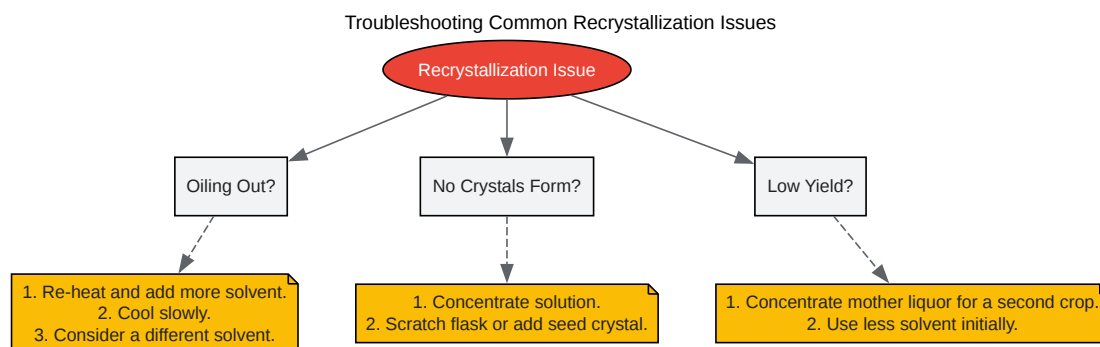 Troubleshooting Common Recrystallization Issues
Recrystallization Issue
Oiling Out?
No Crystals Form?
Low Yield?
1. Re-heat and add more solvent.
2. Cool slowly.
3. Consider a different solvent.
1. Concentrate solution.
2. Scratch flask or add seed crystal.
1. Concentrate mother liquor for a second crop.
2. Use less solvent initially.